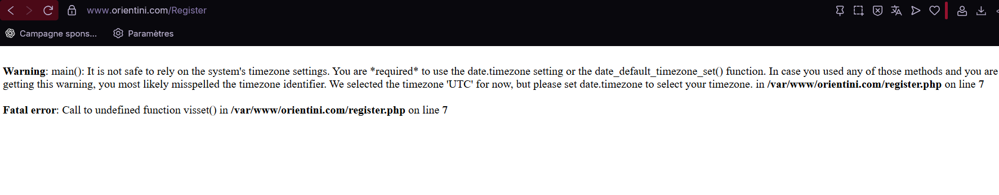 www.orientini.com/Register
Campagne spons... Paramètres
Warning: main(): It is not safe to rely on the system's timezone settings. You are *required* to use the date.timezone setting or the date_default_timezone_set() function. In case you used any of those methods and you are
getting this warning, you most likely misspelled the timezone identifier. We selected the timezone 'UTC' for now, but please set date.timezone to select your timezone. in /var/www/orientini.com/register.php on line 7
Fatal error: Call to undefined function visset() in /var/www/orientini.com/register.php on line 7